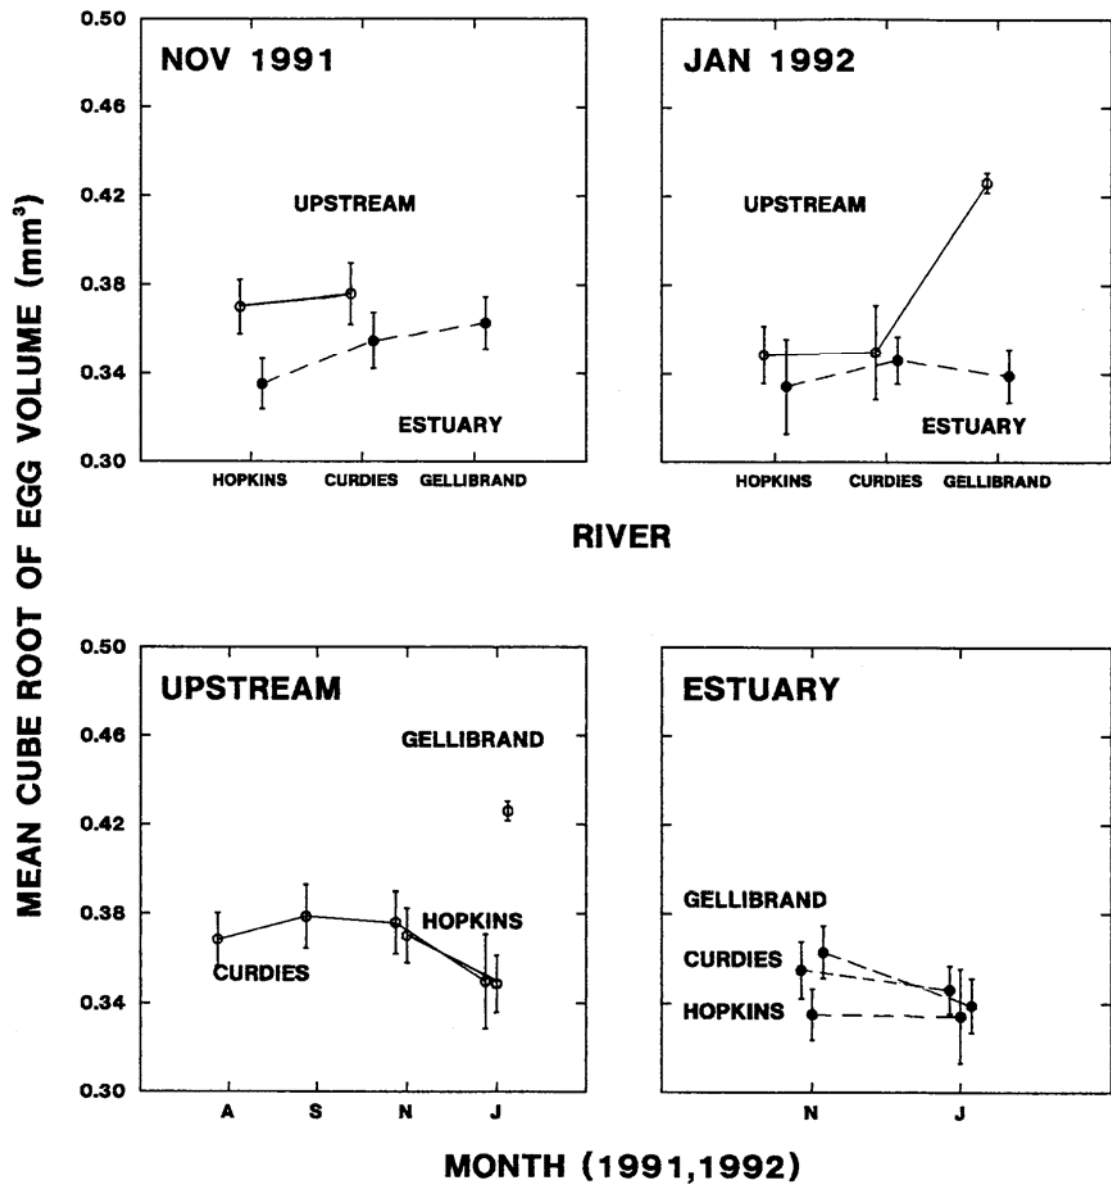 MEAN CUBE ROOT OF EGG VOLUME (mm³)
0.50
0.46
0.42
0.38
0.34
0.30
NOV 1991
UPSTREAM
ESTUARY
HOPKINS CURDIES GELLIBRAND
JAN 1992
UPSTREAM
ESTUARY
HOPKINS CURDIES GELLIBRAND
RIVER
0.50
0.46
0.42
0.38
0.34
0.30
UPSTREAM
GELLIBRAND
HOPKINS
CURDIES
A S N J
ESTUARY
GELLIBRAND
CURDIES
HOPKINS
N J
MONTH (1991,1992)